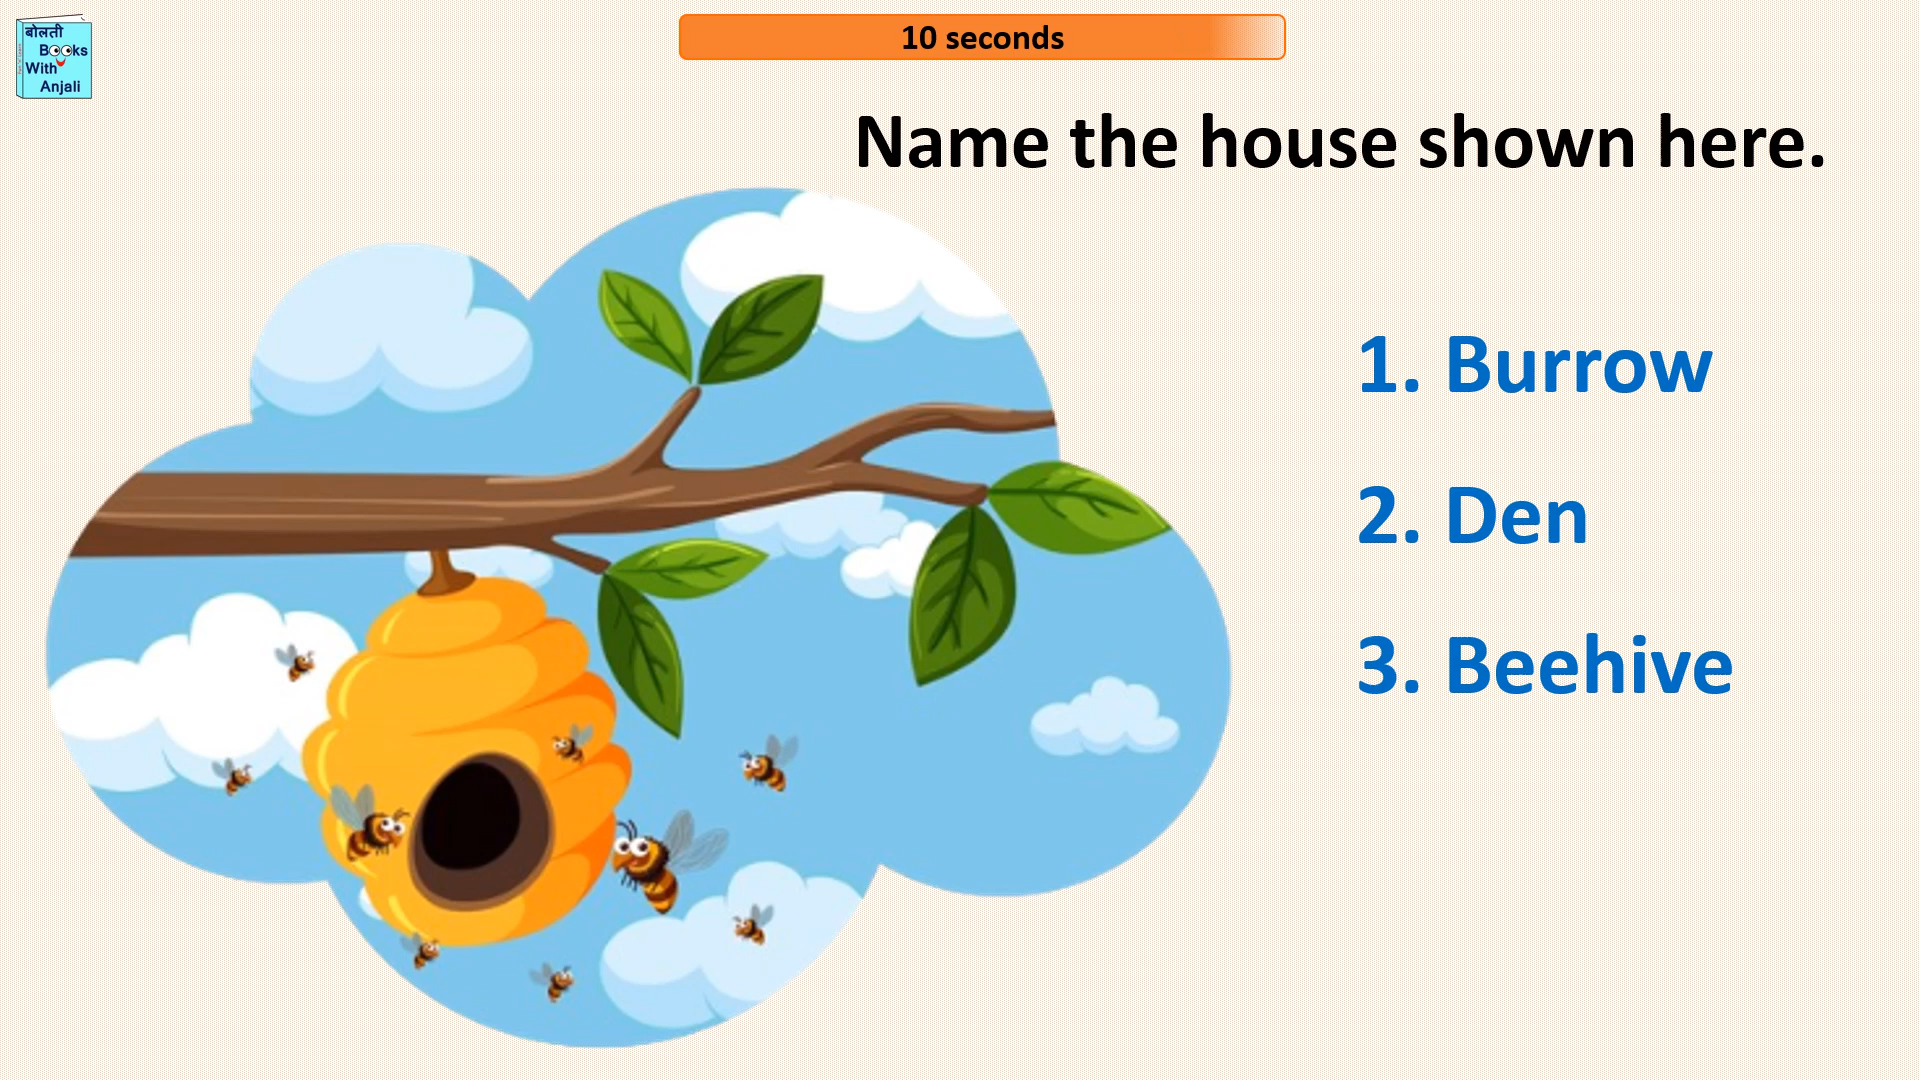 बोलती
Books
With
Anjali
10 seconds
Name the house shown here.
1. Burrow
2. Den
3. Beehive